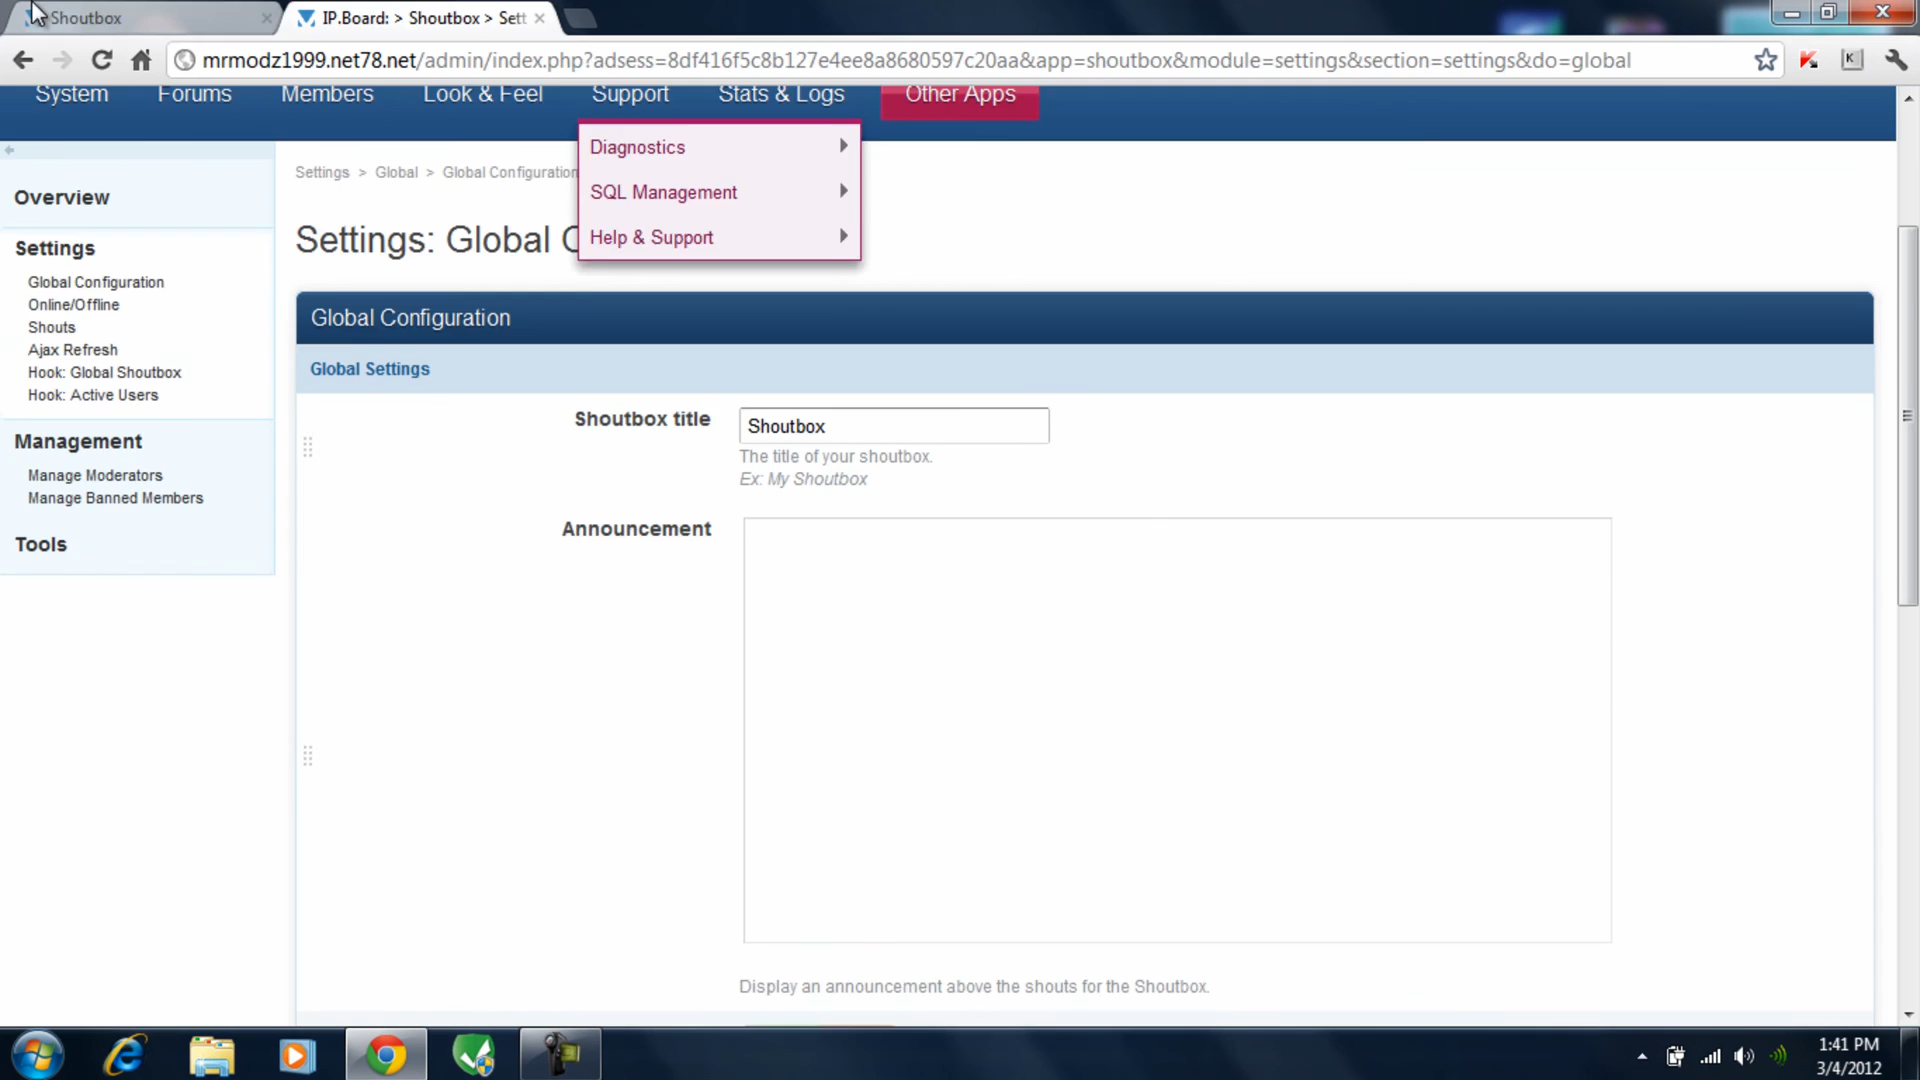 Shoutbox
IP.Board: > Shoutbox > Sett
mrmodz1999.net78.net/admin/index.php?adsess=8df416f5c8b127e4ee8a8680597c20aa&app=shoutbox&module=settings&section=settings&do=global
System Forums Members Look & Feel Support Stats & Logs Other Apps
Diagnostics
SQL Management
Help & Support
Settings > Global > Global Configuration
Overview
Settings
Global Configuration
Online/Offline
Shouts
Ajax Refresh
Hook: Global Shoutbox
Hook: Active Users
Management
Manage Moderators
Manage Banned Members
Tools
Settings: Global
Global Configuration
Global Settings
Shoutbox title
Shoutbox
The title of your shoutbox.
Ex: My Shoutbox
Announcement
Display an announcement above the shouts for the Shoutbox.
1:41 PM
3/4/2012